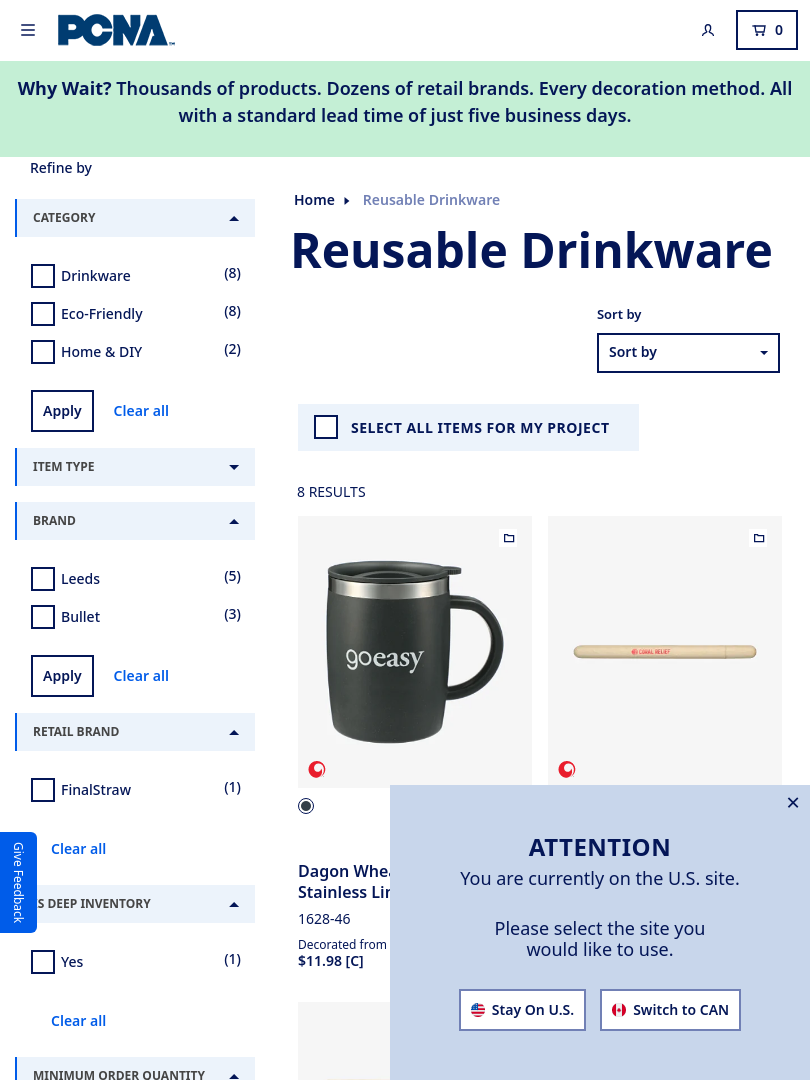 PCNA
0
Why Wait? Thousands of products. Dozens of retail brands. Every decoration method. All
with a standard lead time of just five business days.
Refine by
CATEGORY
Drinkware (8)
Eco-Friendly (8)
Home & DIY (2)
Apply Clear all
ITEM TYPE
BRAND
Leeds (5)
Bullet (3)
Apply Clear all
RETAIL BRAND
FinalStraw (1)
Clear all
Give Feedback
S DEEP INVENTORY
Yes (1)
Clear all
MINIMUM ORDER QUANTITY
Home Reusable Drinkware
Reusable Drinkware
Sort by
Sort by
SELECT ALL ITEMS FOR MY PROJECT
8 RESULTS
goeasy
CORAL RELIEF
Dagon Whea
Stainless Lin
1628-46
Decorated from
$11.98 [C]
ATTENTION
You are currently on the U.S. site.
Please select the site you
would like to use.
Stay On U.S. Switch to CAN